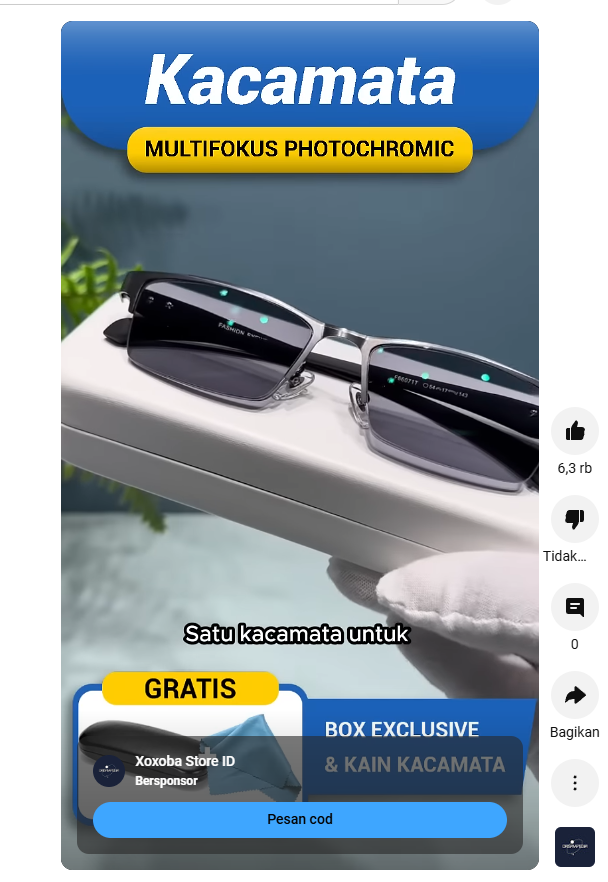 Kacamata
MULTIFOKUS PHOTOCHROMIC
6,3 rb
Tidak...
Satu kacamata untuk
0
GRATIS
BOX EXCLUSIVE
& KAIN KACAMATA
Bagikan
Xoxoba Store ID
Bersponsor
Pesan cod